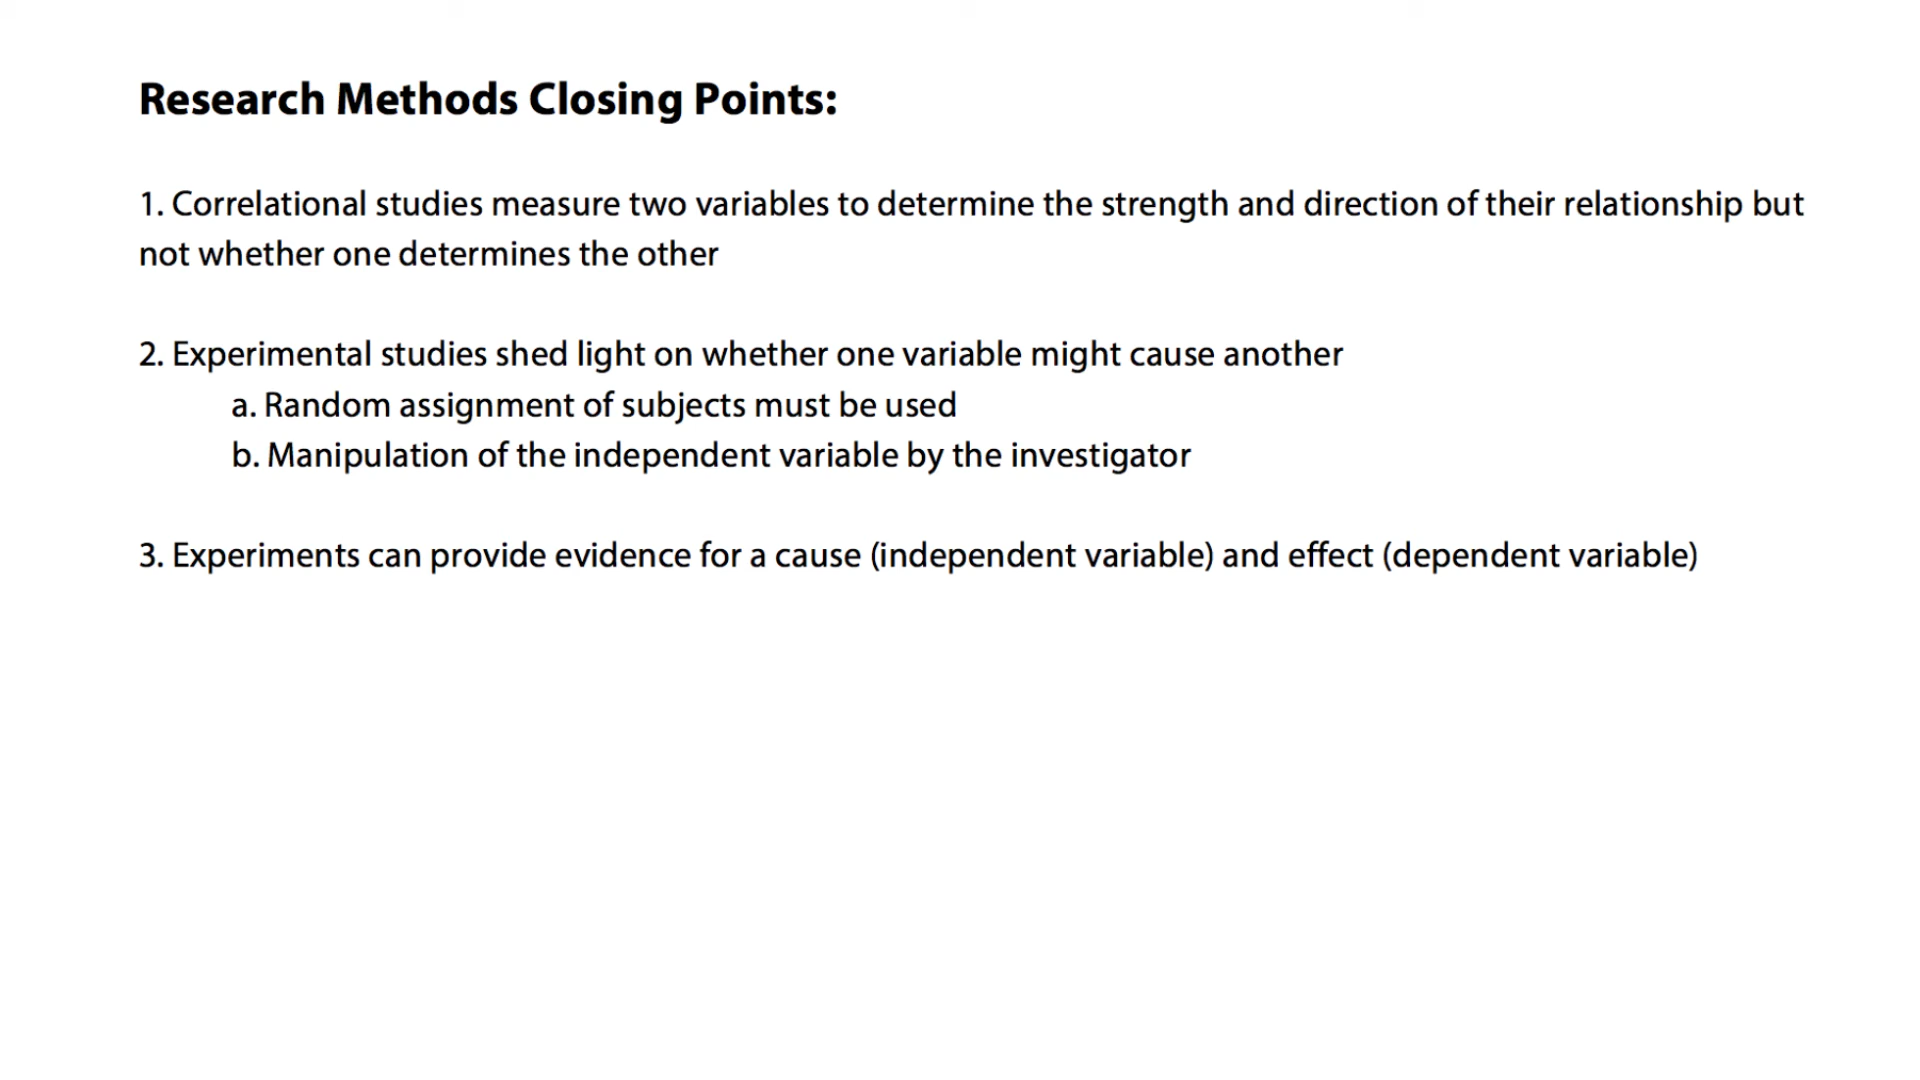 Research Methods Closing Points:
1. Correlational studies measure two variables to determine the strength and direction of their relationship but
not whether one determines the other
2. Experimental studies shed light on whether one variable might cause another
a. Random assignment of subjects must be used
b. Manipulation of the independent variable by the investigator
3. Experiments can provide evidence for a cause (independent variable) and effect (dependent variable)